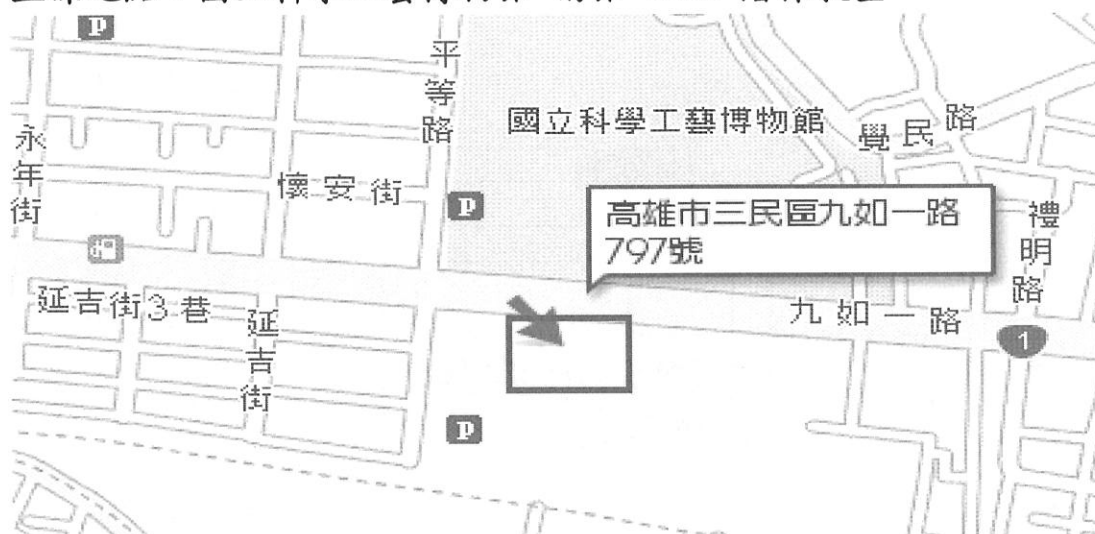 P
平等路
國立科學工藝博物館
覺民路
永年街
懷安街
P
高雄市三民區九如一路
797號
禮明路
延吉街3巷
延吉街
九如一路
1
P